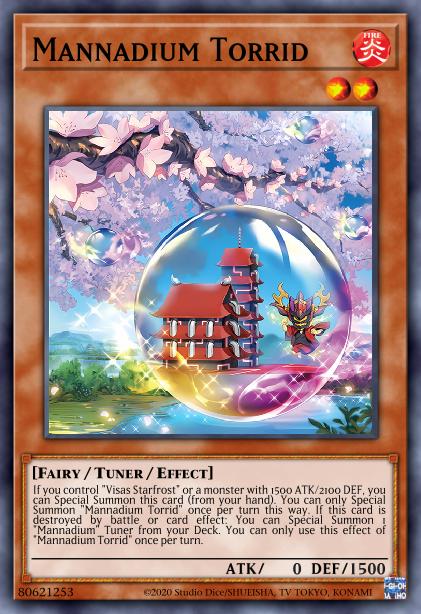 Mannadium Torrid
FIRE
炎
[Fairy / Tuner / Effect]
If you control "Visas Starfrost" or a monster with 1500 ATK/2100 DEF, you
can Special Summon this card (from your hand). You can only Special
Summon "Mannadium Torrid" once per turn this way. If this card is
destroyed by battle or card effect: You can Special Summon 1
"Mannadium" Tuner from your Deck. You can only use this effect of
"Mannadium Torrid" once per turn.
ATK/ 0 DEF/1500
80621253
©2020 Studio Dice/SHUEISHA, TV TOKYO, KONAMI